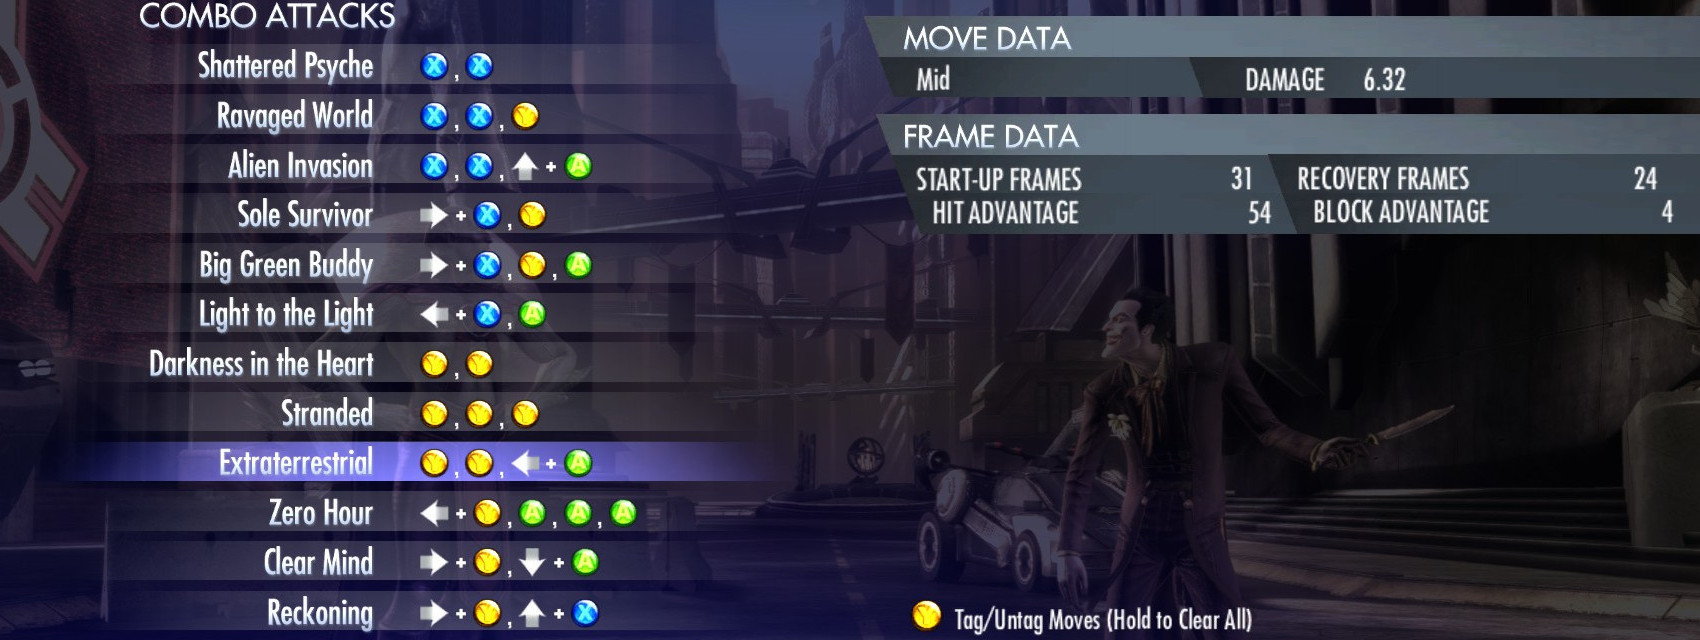 COMBO ATTACKS
Shattered Psyche X , X
Ravaged World X , X , Y
Alien Invasion X , X , ⬆ + A
Sole Survivor ➡ + X , Y
Big Green Buddy ➡ + X , Y , A
Light to the Light ⬅ + X , A
Darkness in the Heart Y , Y
Stranded Y , Y , Y
Extraterrestrial Y , Y , ⬅ + A
Zero Hour ⬅ + Y , A , A , A
Clear Mind ➡ + Y , ⬇ + A
Reckoning ➡ + Y , ⬆ + X
MOVE DATA
Mid DAMAGE 6.32
FRAME DATA
START-UP FRAMES 31 RECOVERY FRAMES 24
HIT ADVANTAGE 54 BLOCK ADVANTAGE 4
Y Tag/Untag Moves (Hold to Clear All)